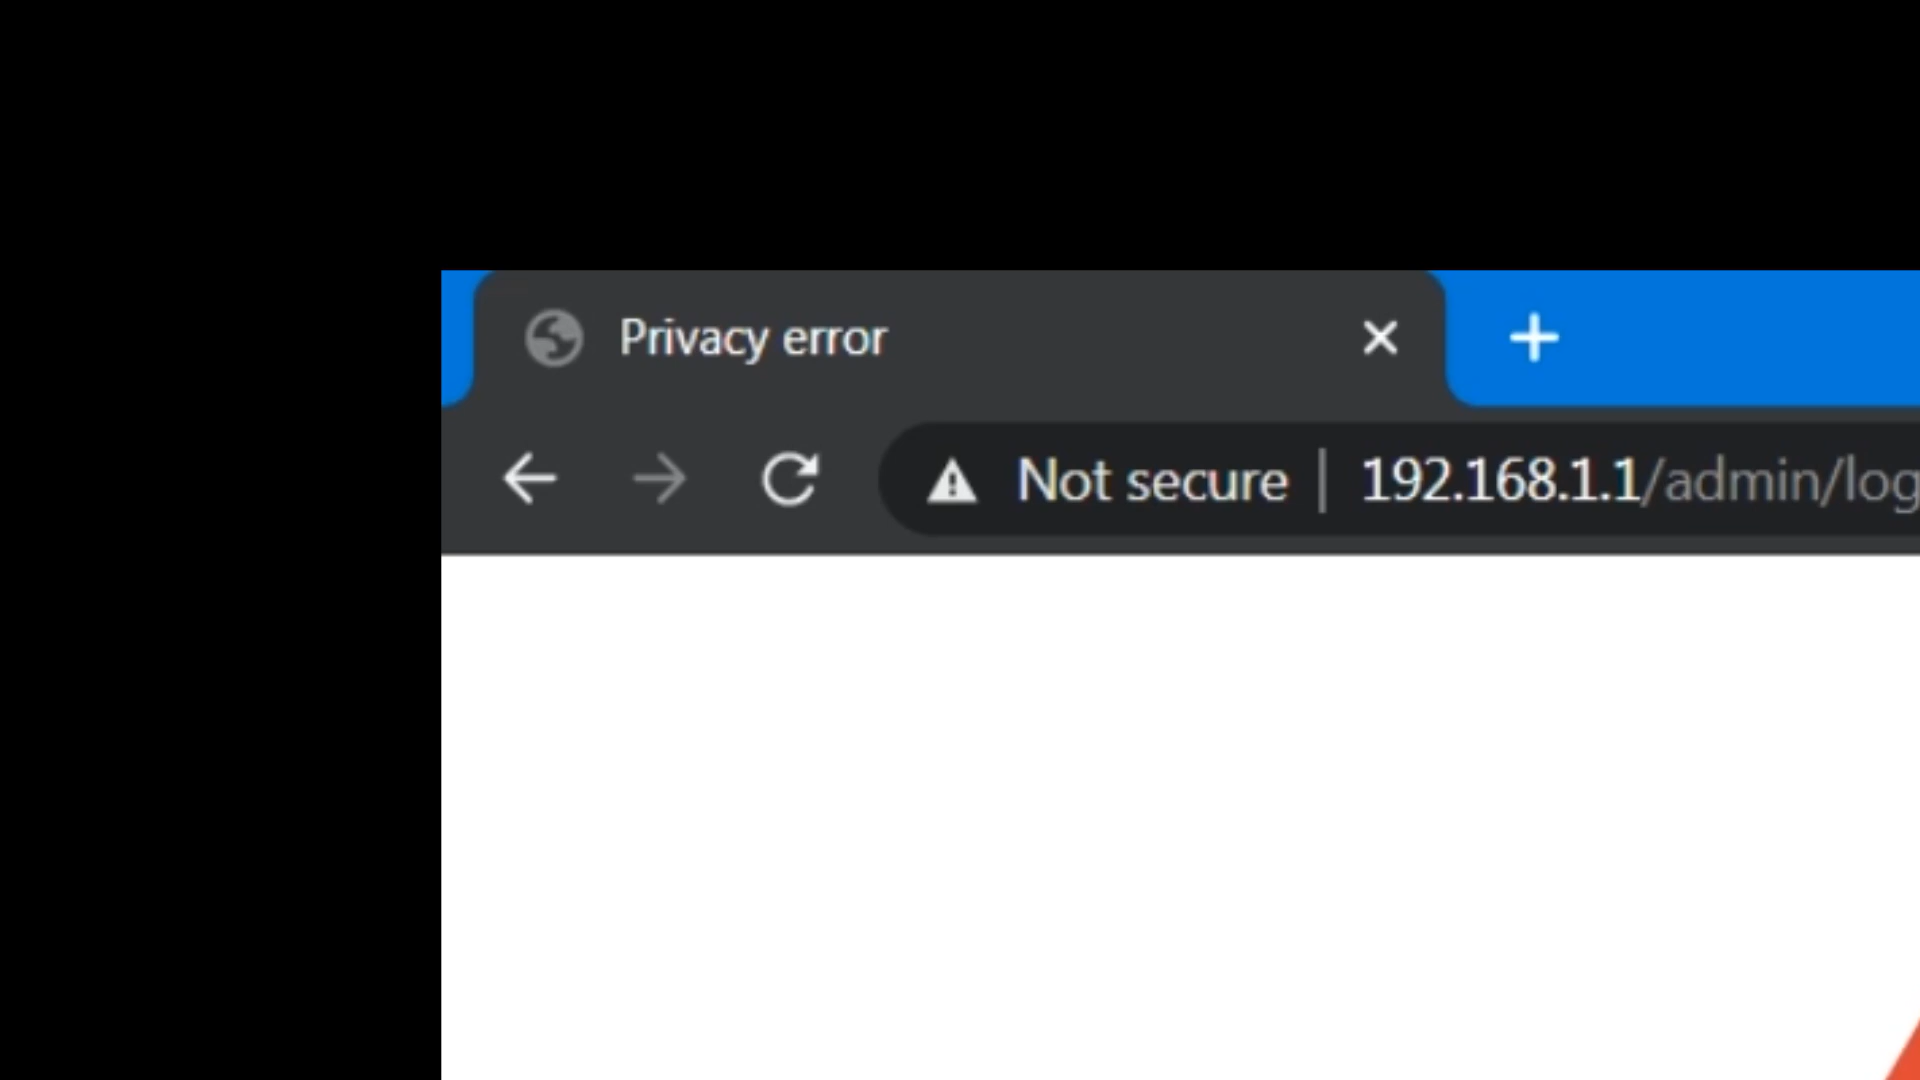 Privacy error
Not secure | 192.168.1.1/admin/log